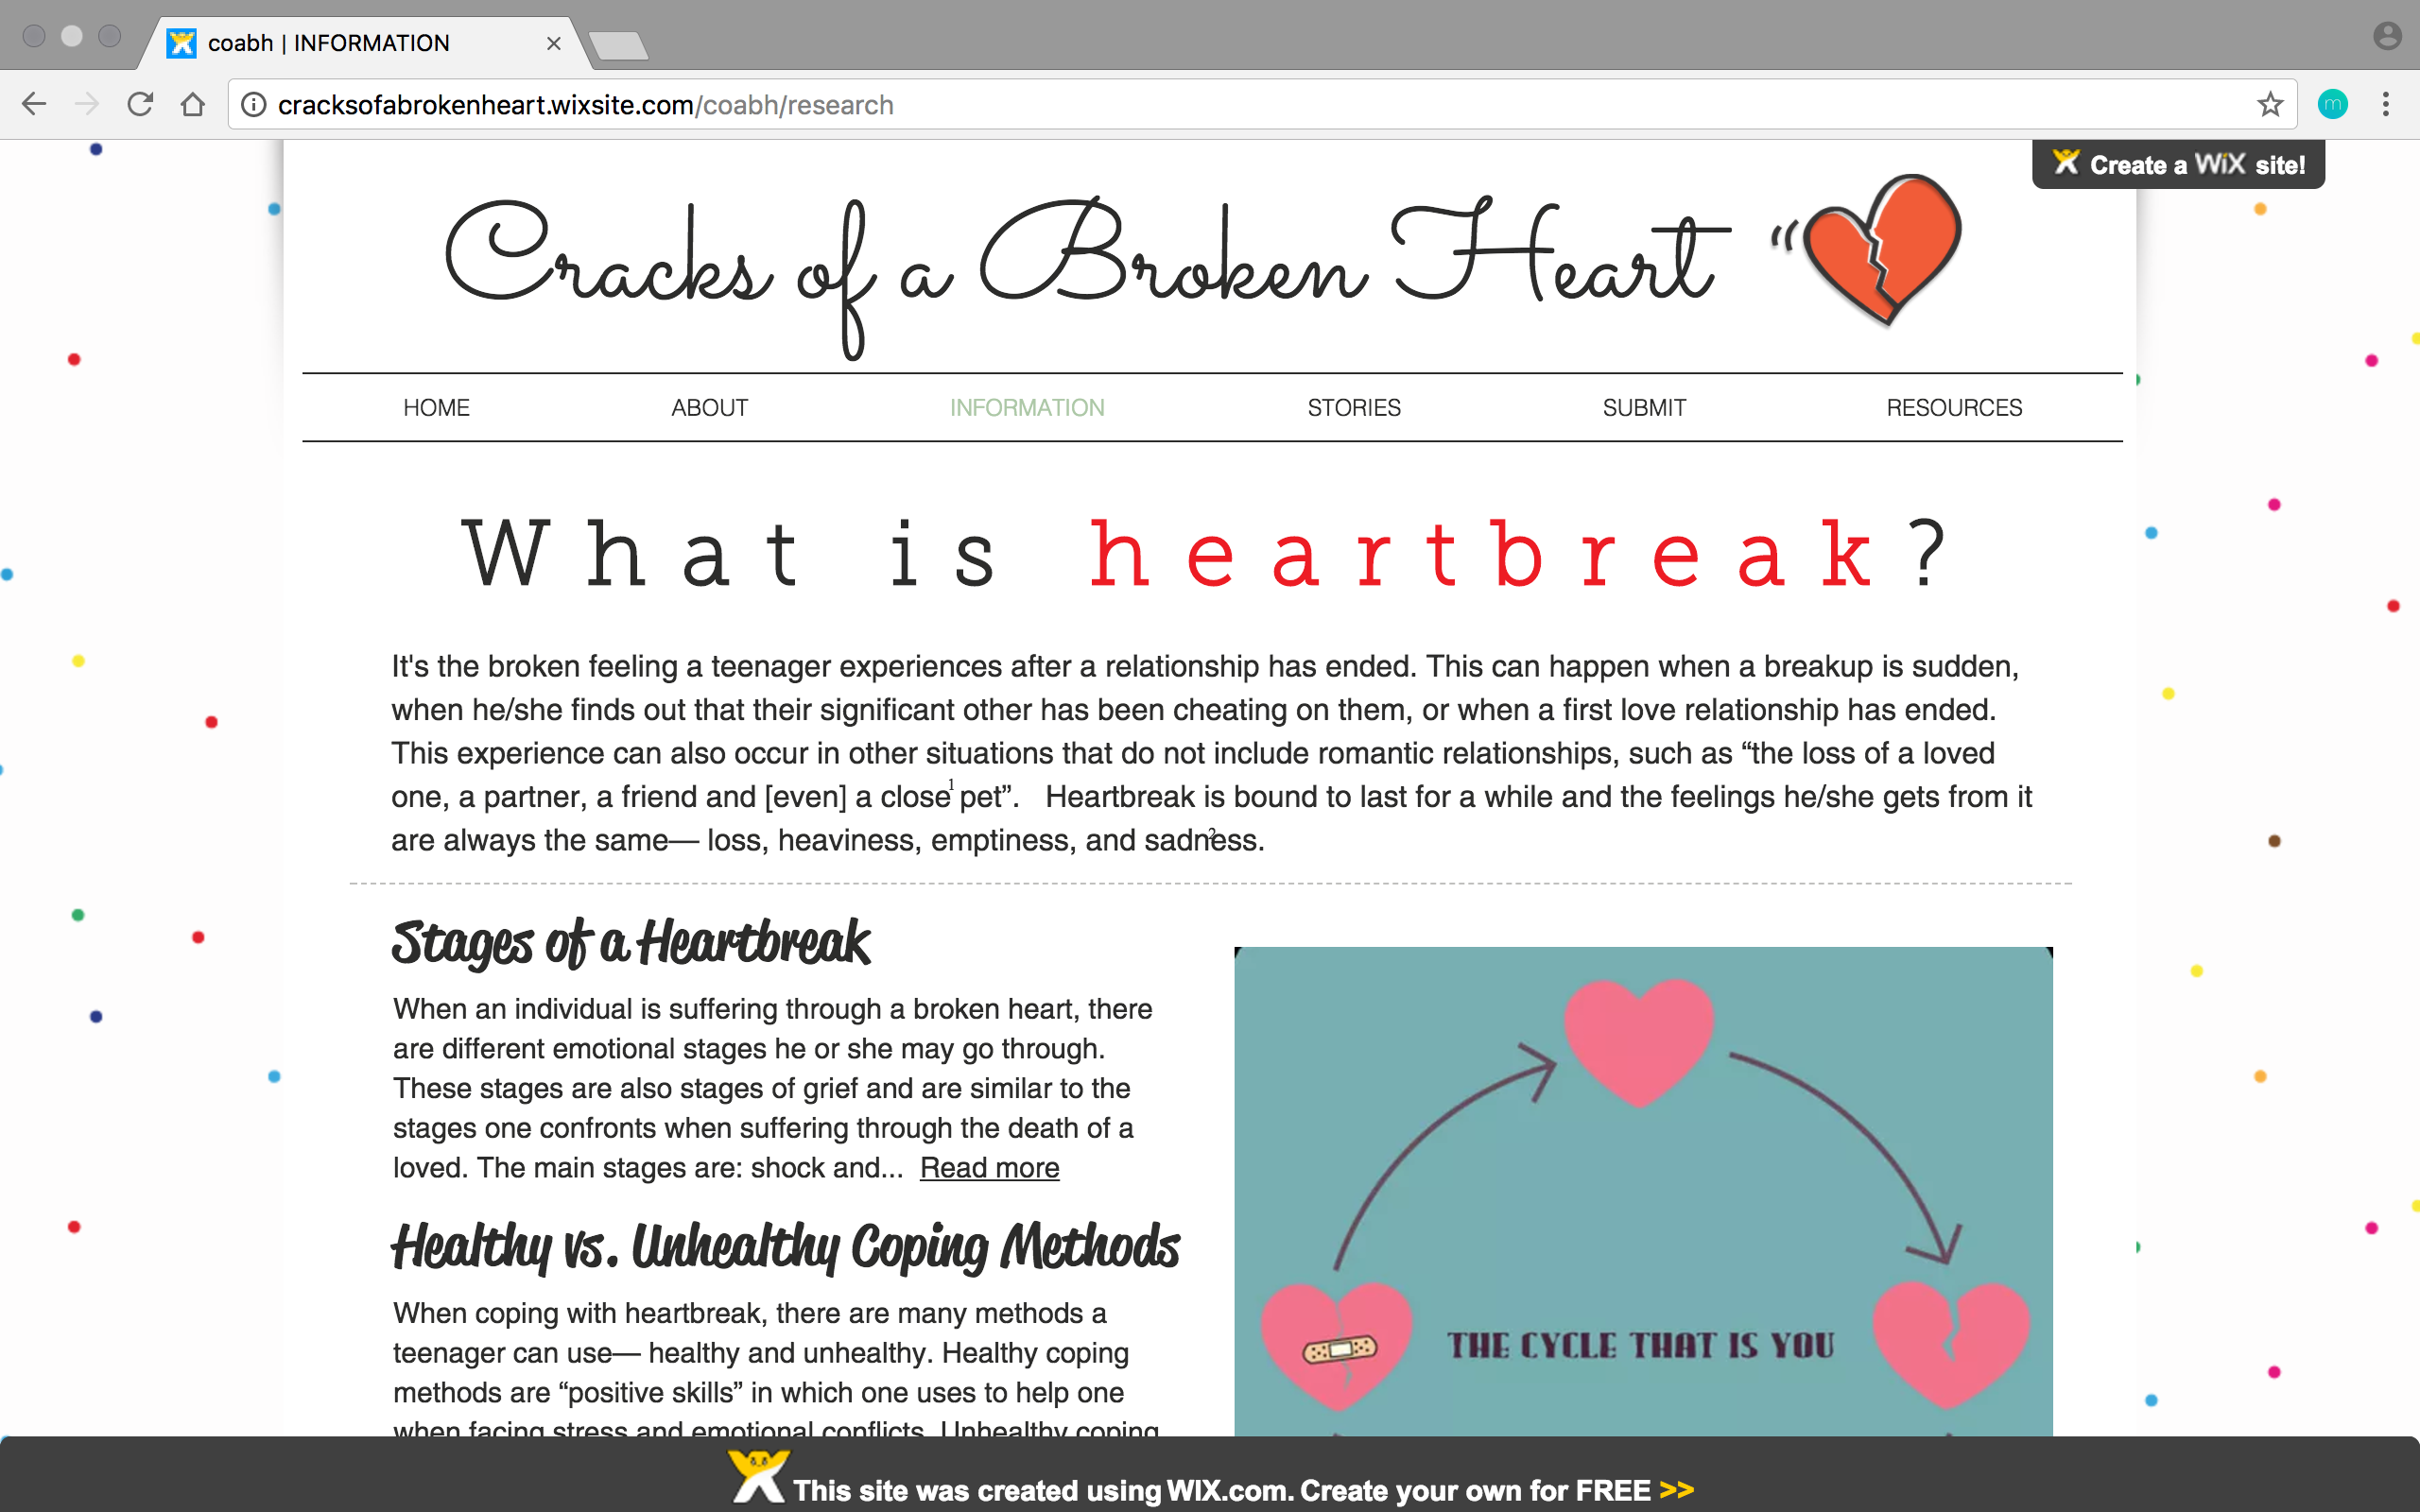 coabh | INFORMATION
cracksofabrokenheart.wixsite.com/coabh/research
m
Create a WiX site!
Cracks of a Broken Heart
HOME ABOUT INFORMATION STORIES SUBMIT RESOURCES
What is heartbreak?
It's the broken feeling a teenager experiences after a relationship has ended. This can happen when a breakup is sudden,
when he/she finds out that their significant other has been cheating on them, or when a first love relationship has ended.
This experience can also occur in other situations that do not include romantic relationships, such as “the loss of a loved
one, a partner, a friend and [even] a close pet”.1 Heartbreak is bound to last for a while and the feelings he/she gets from it
are always the same— loss, heaviness, emptiness, and sadness.2
Stages of a Heartbreak
When an individual is suffering through a broken heart, there
are different emotional stages he or she may go through.
These stages are also stages of grief and are similar to the
stages one confronts when suffering through the death of a
loved. The main stages are: shock and... Read more
Healthy vs. Unhealthy Coping Methods
When coping with heartbreak, there are many methods a
teenager can use— healthy and unhealthy. Healthy coping
methods are “positive skills” in which one uses to help one
when facing stress and emotional conflicts. Unhealthy coping
THE CYCLE THAT IS YOU
This site was created using WIX.com. Create your own for FREE >>